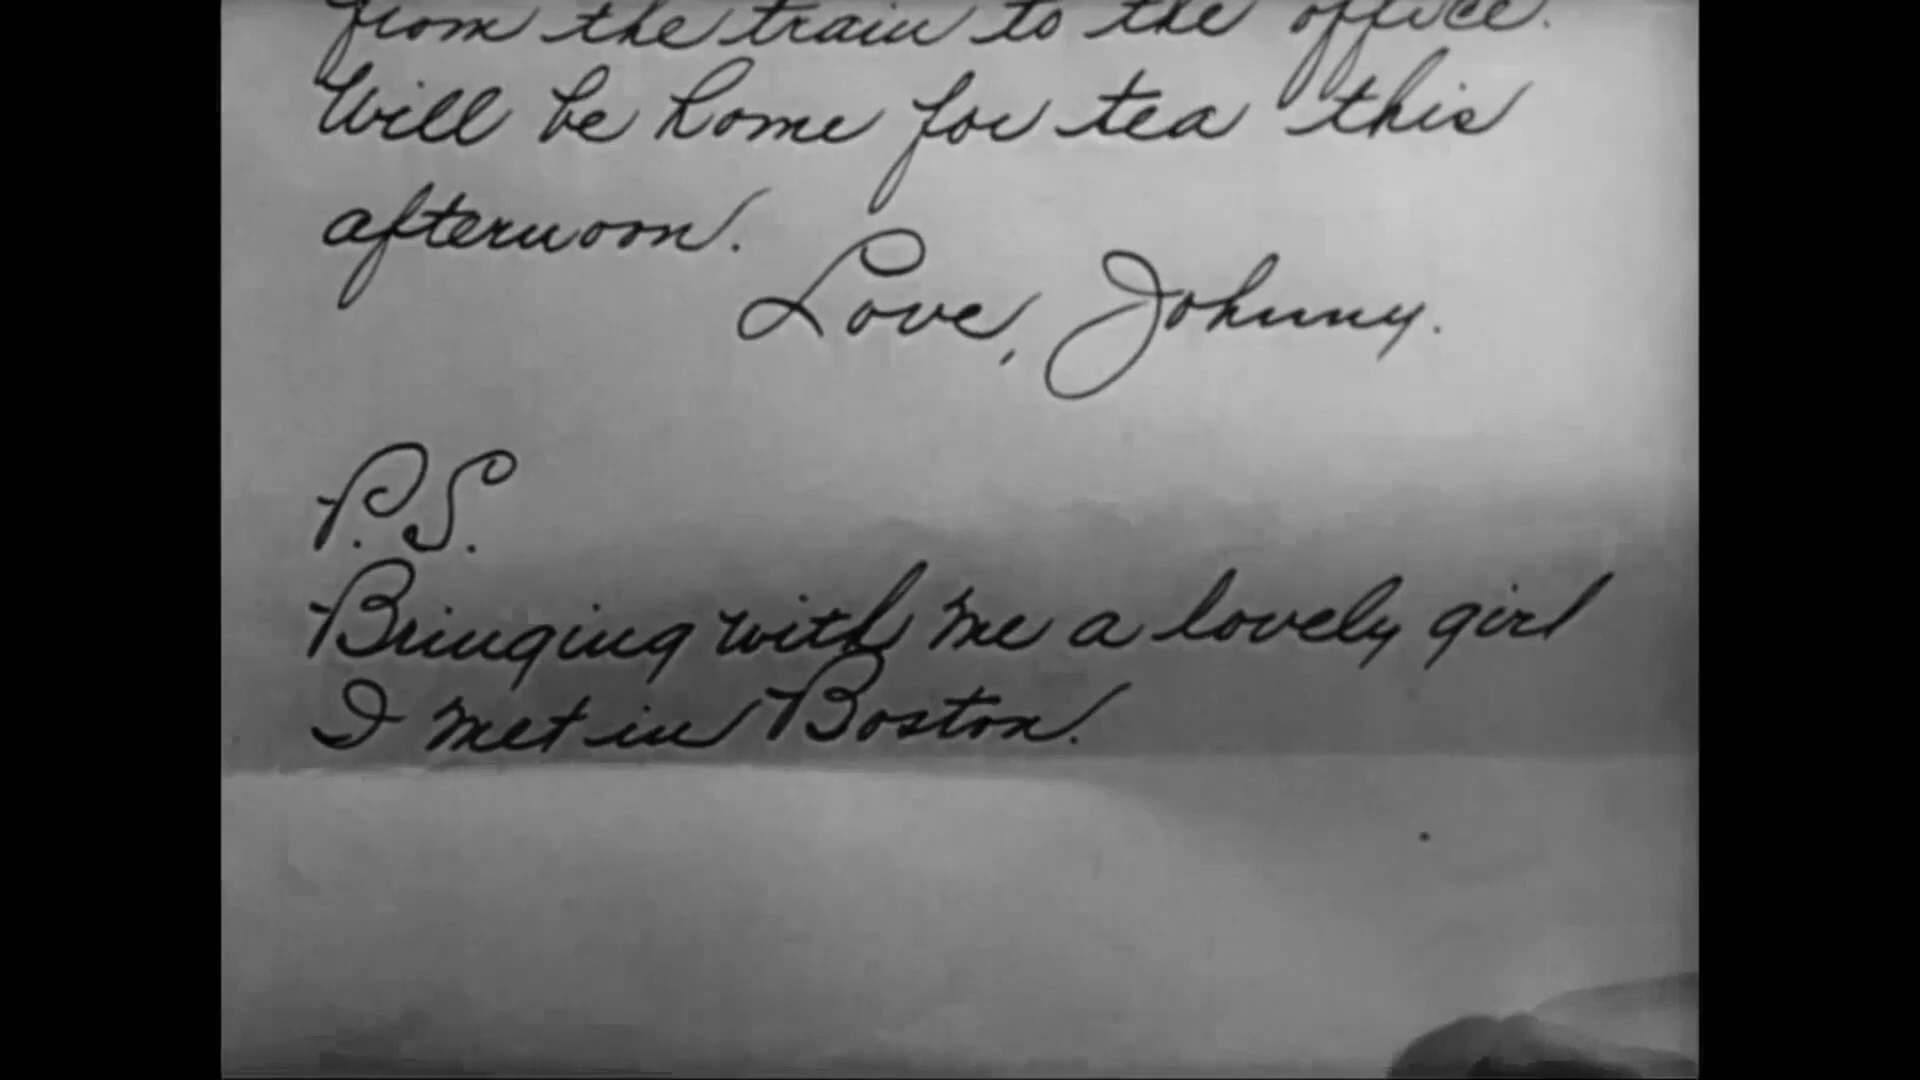 from the train to the office.
Will be home for tea this
afternoon.
Love, Johnny.
P.S.
Bringing with me a lovely girl
I met in Boston.